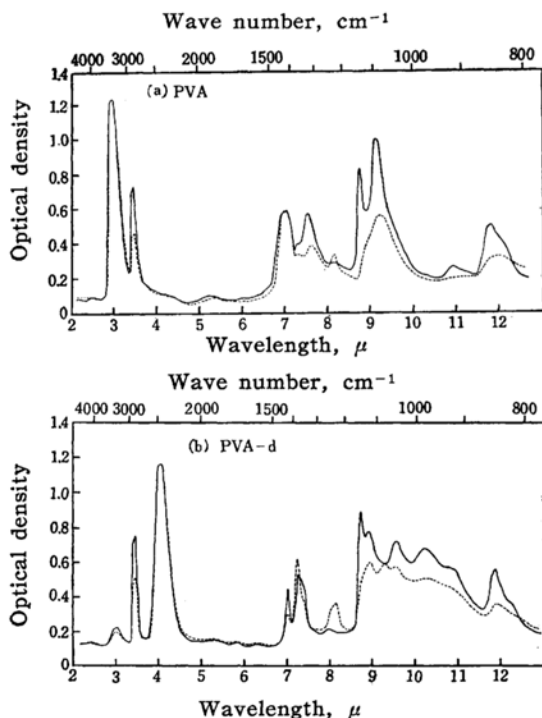 Wave number, cm⁻¹
4000 3000 2000 1500 1000 800
1.4
(a) PVA
1.2
1.0
0.8
0.6
0.4
0.2
0
Optical density
2 3 4 5 6 7 8 9 10 11 12
Wavelength, μ
Wave number, cm⁻¹
4000 3000 2000 1500 1000 800
1.4
(b) PVA-d
1.2
1.0
0.8
0.6
0.4
0.2
0
Optical density
2 3 4 5 6 7 8 9 10 11 12
Wavelength, μ